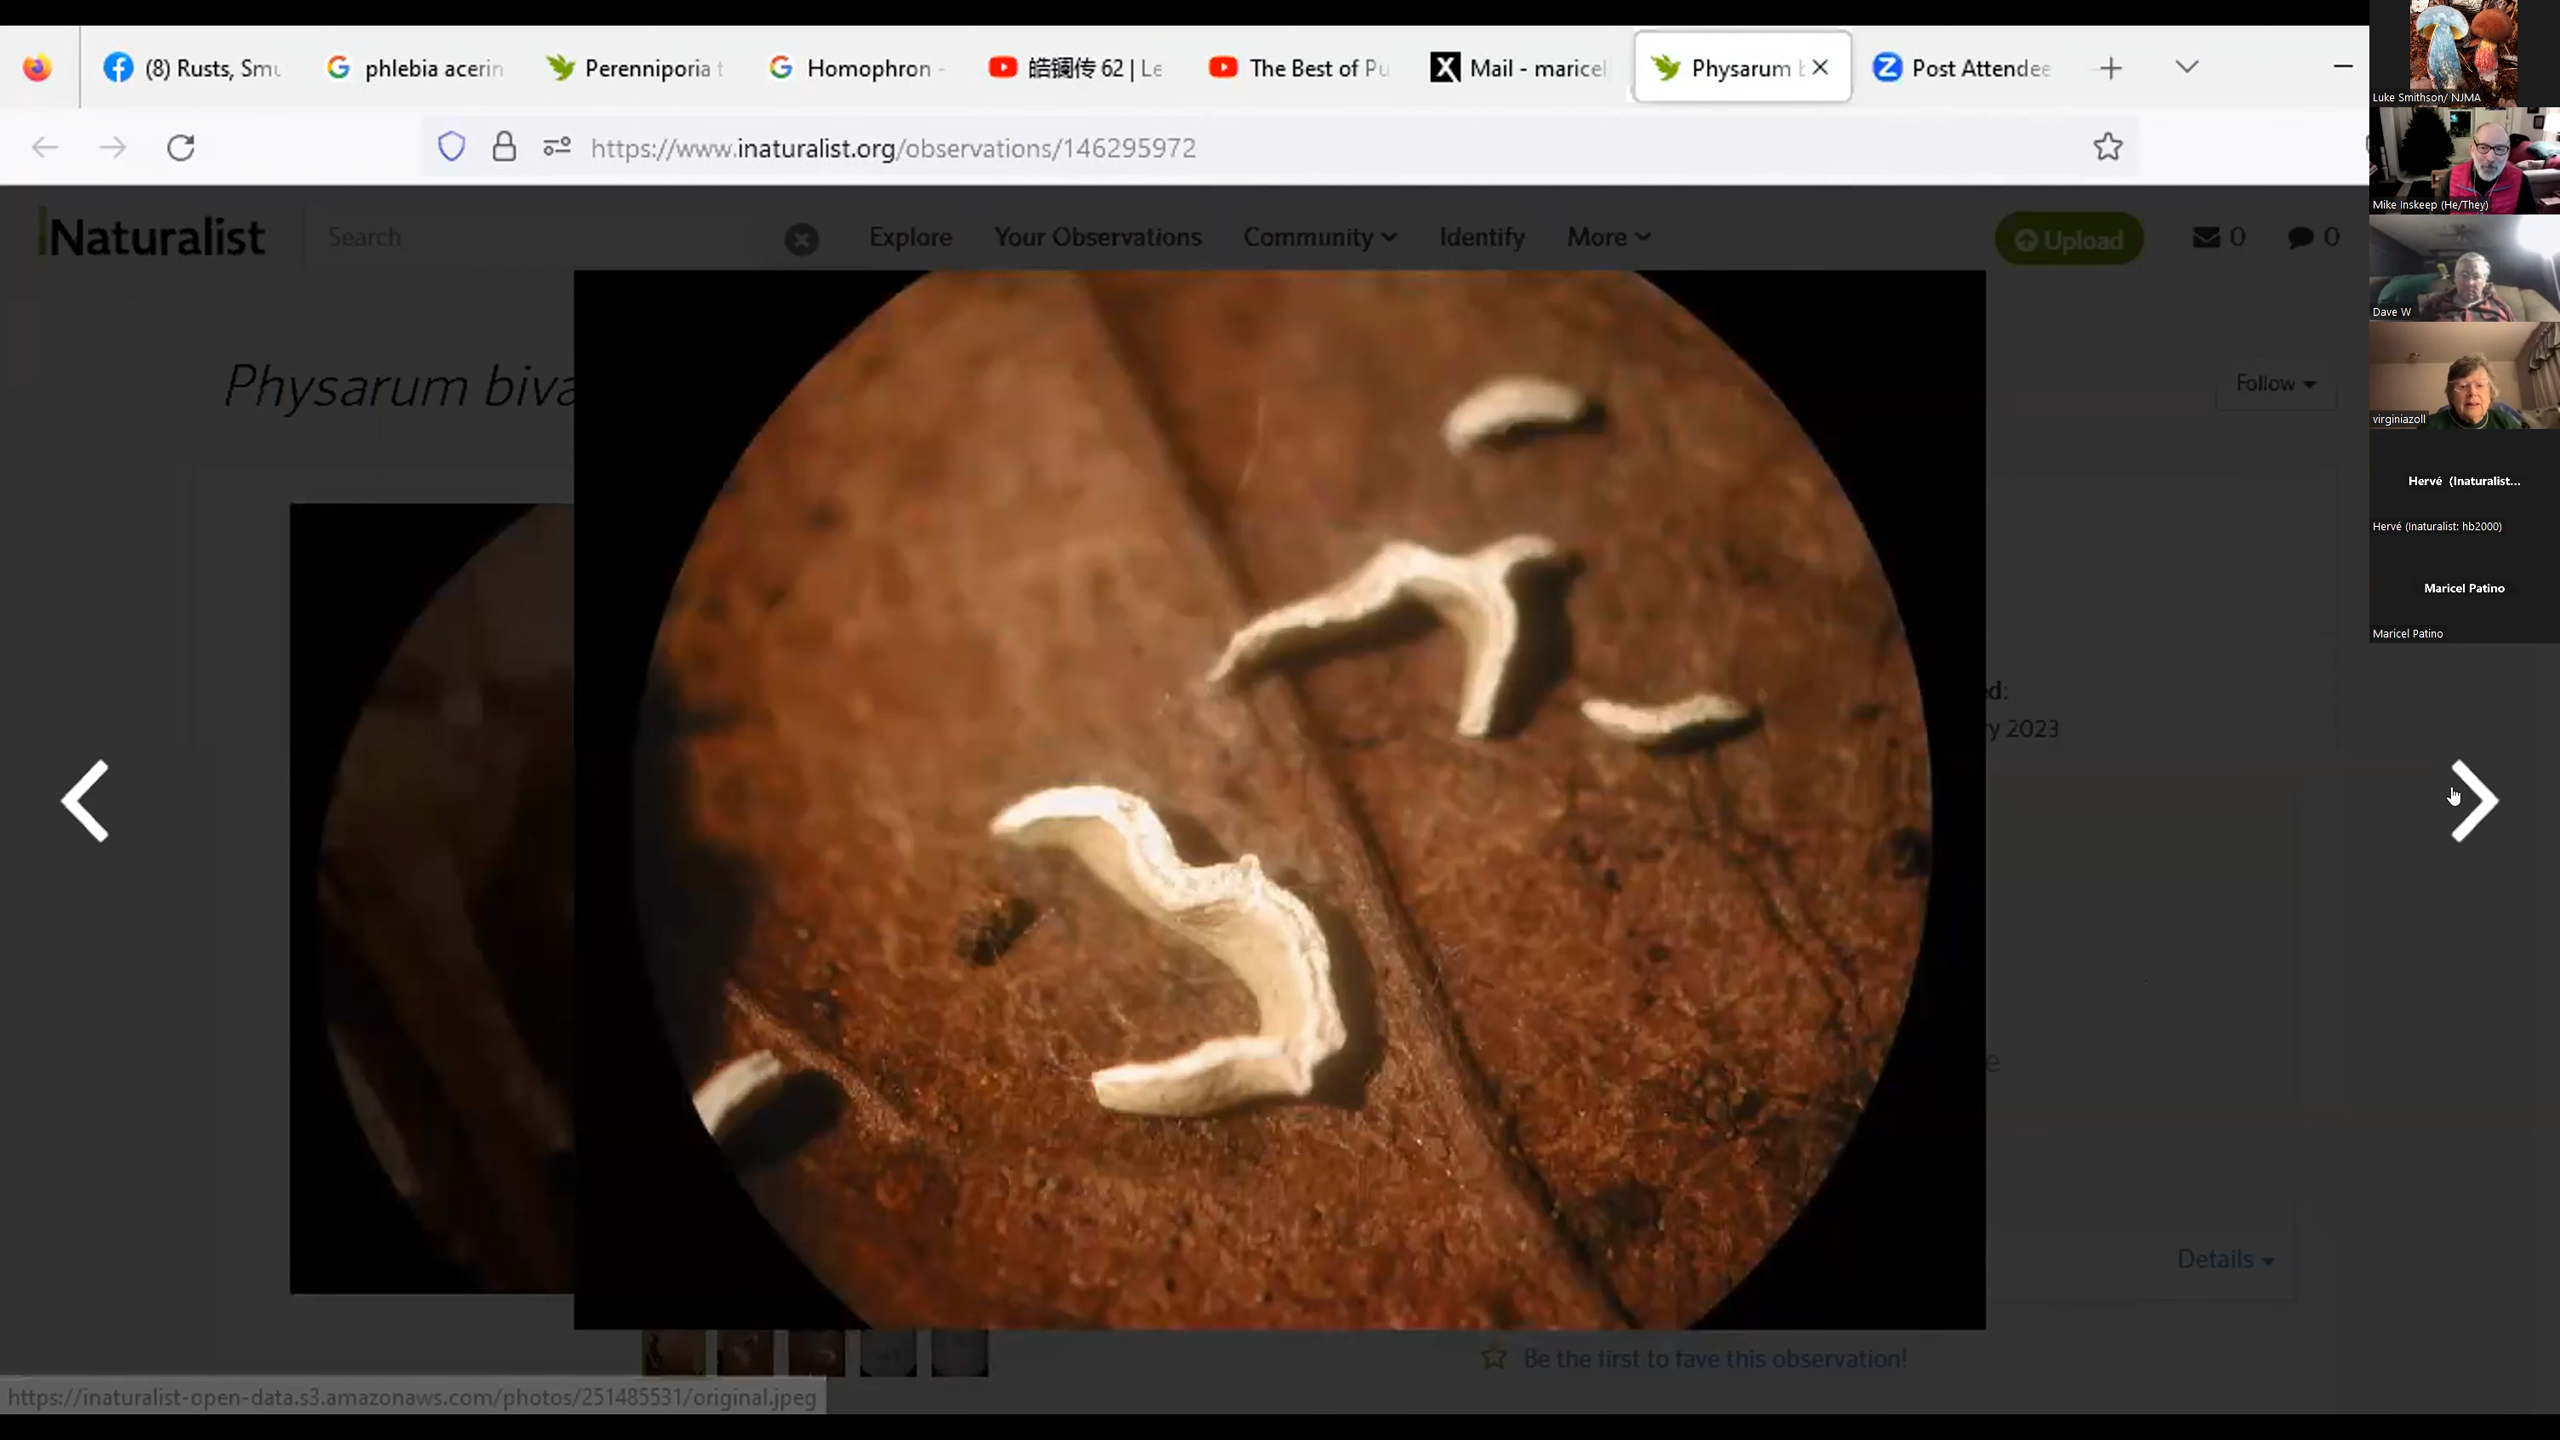 (8) Rusts, Smu
phlebia acerin
Perenniporia t
Homophron -
皓镧传 62 | Le
The Best of Pu
Mail - maricel
Physarum b
Post Attendee
https://www.inaturalist.org/observations/146295972
iNaturalist
Search
Explore
Your Observations
Community
Identify
More
Upload
0
0
Physarum biva
Follow
ed:
ry 2023
e
Details
Be the first to fave this observation!
https://inaturalist-open-data.s3.amazonaws.com/photos/251485531/original.jpeg
Luke Smithson/ NJMA
Mike Inskeep (He/They)
Dave W
virginiazoll
Hervé (Inaturalist...
Hervé (Inaturalist: hb2000)
Maricel Patino
Maricel Patino